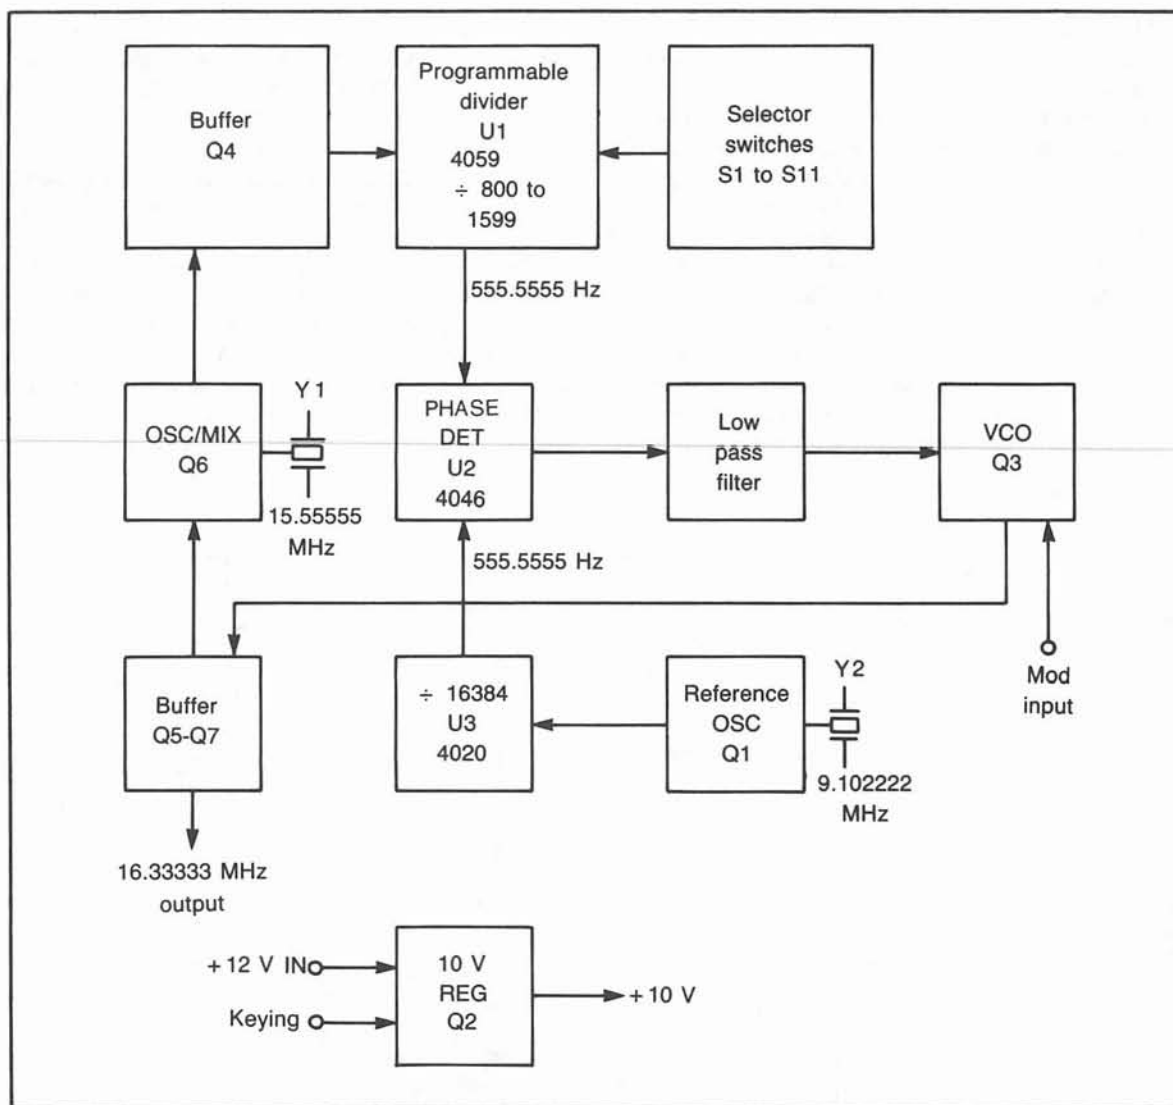 Buffer
Q4
Programmable
divider
U1
4059
÷ 800 to
1599
Selector
switches
S1 to S11
555.5555 Hz
OSC/MIX
Q6
Y1
15.55555
MHz
PHASE
DET
U2
4046
Low
pass
filter
VCO
Q3
555.5555 Hz
Buffer
Q5-Q7
÷ 16384
U3
4020
Reference
OSC
Q1
Y2
9.102222
MHz
Mod
input
16.33333 MHz
output
+12 V IN
Keying
10 V
REG
Q2
+10 V